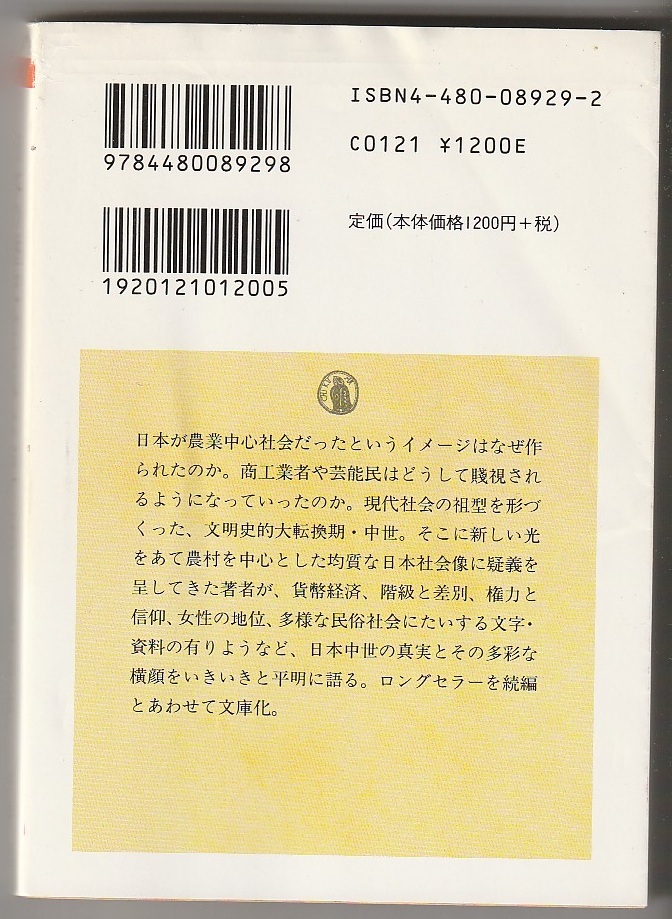 ISBN4-480-08929-2
C0121 ¥1200E
9784480089298
定価(本体価格1200円+税)
1920121012005
日本が農業中心社会だったというイメージはなぜ作
られたのか。商工業者や芸能民はどうして賤視され
るようになっていったのか。現代社会の祖型を形づ
くった、文明史的大転換期・中世。そこに新しい光
をあて農村を中心とした均質な日本社会像に疑義を
呈してきた著者が、貨幣経済、階級と差別、権力と
信仰、女性の地位、多様な民俗社会にたいする文字・
資料の有りようなど、日本中世の真実とその多彩な
横顔をいきいきと平明に語る。ロングセラーを続編
とあわせて文庫化。